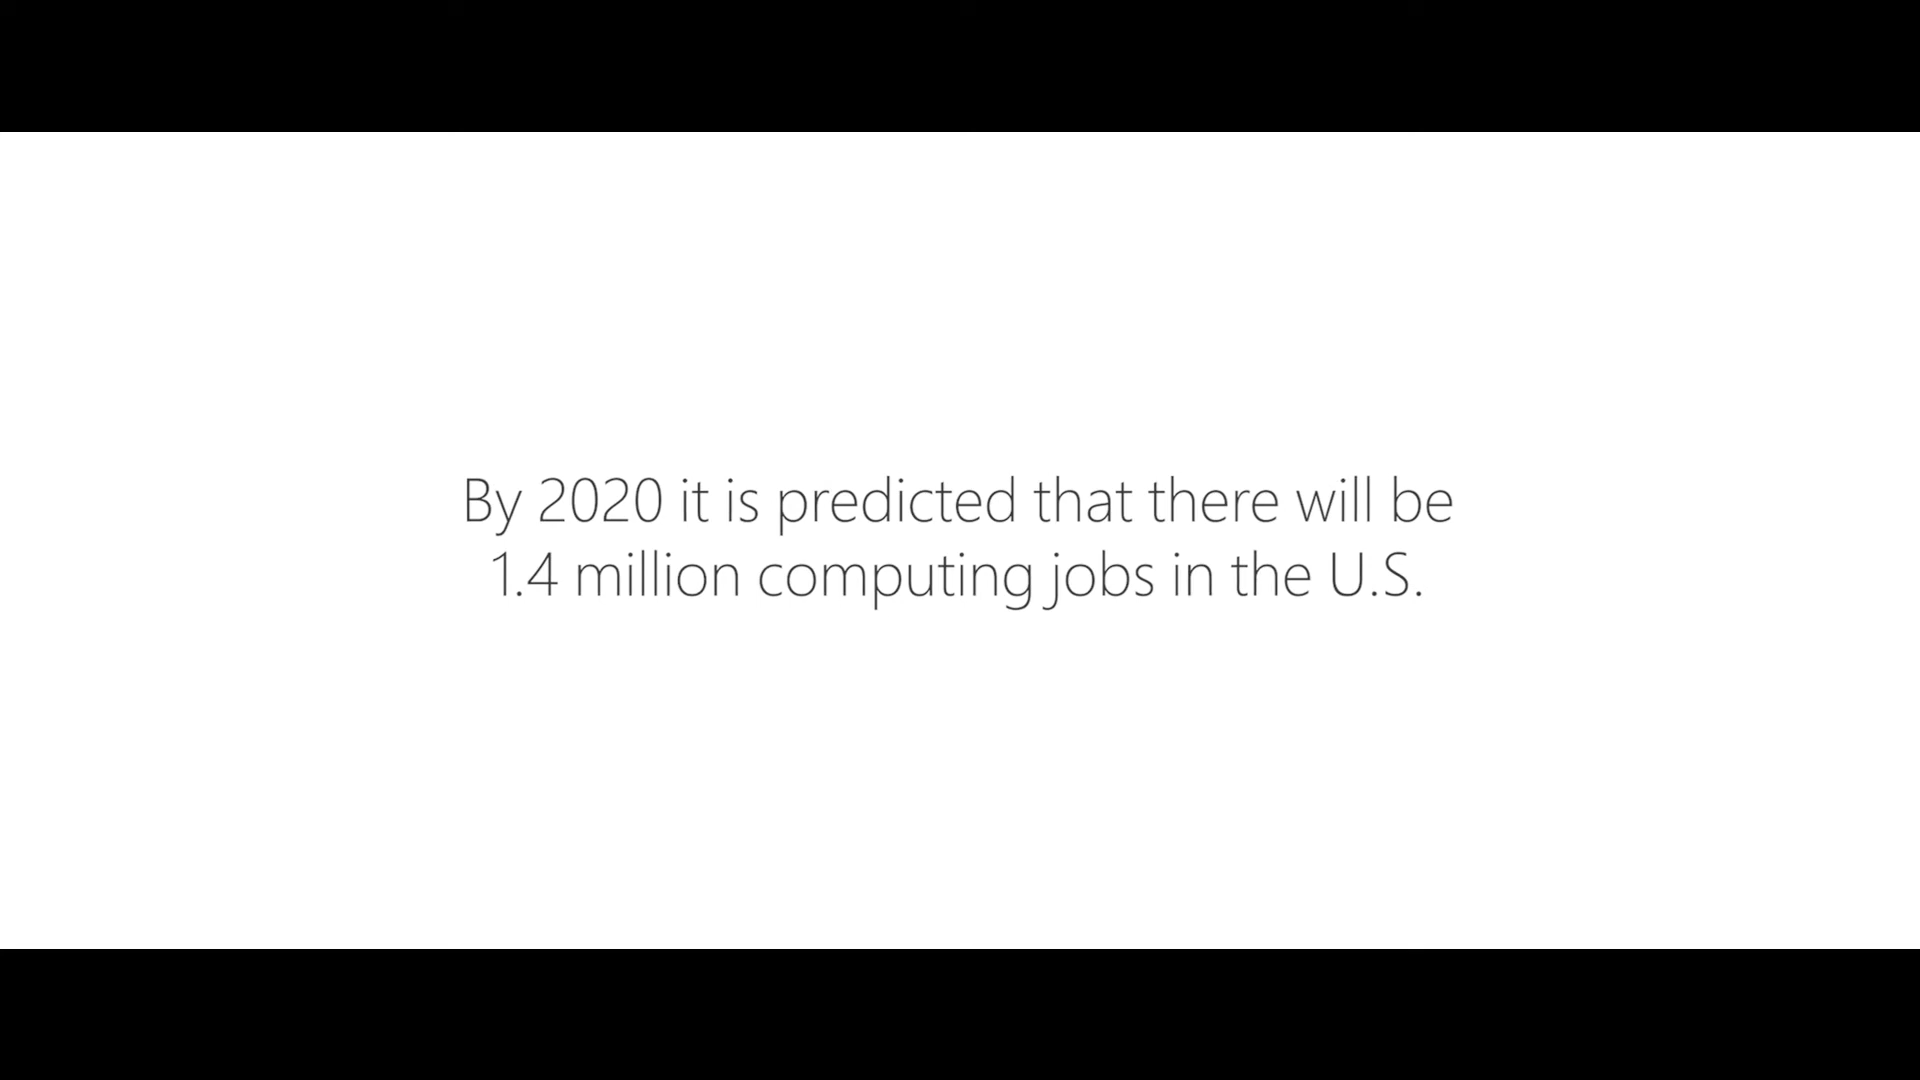 By 2020 it is predicted that there will be
1.4 million computing jobs in the U.S.